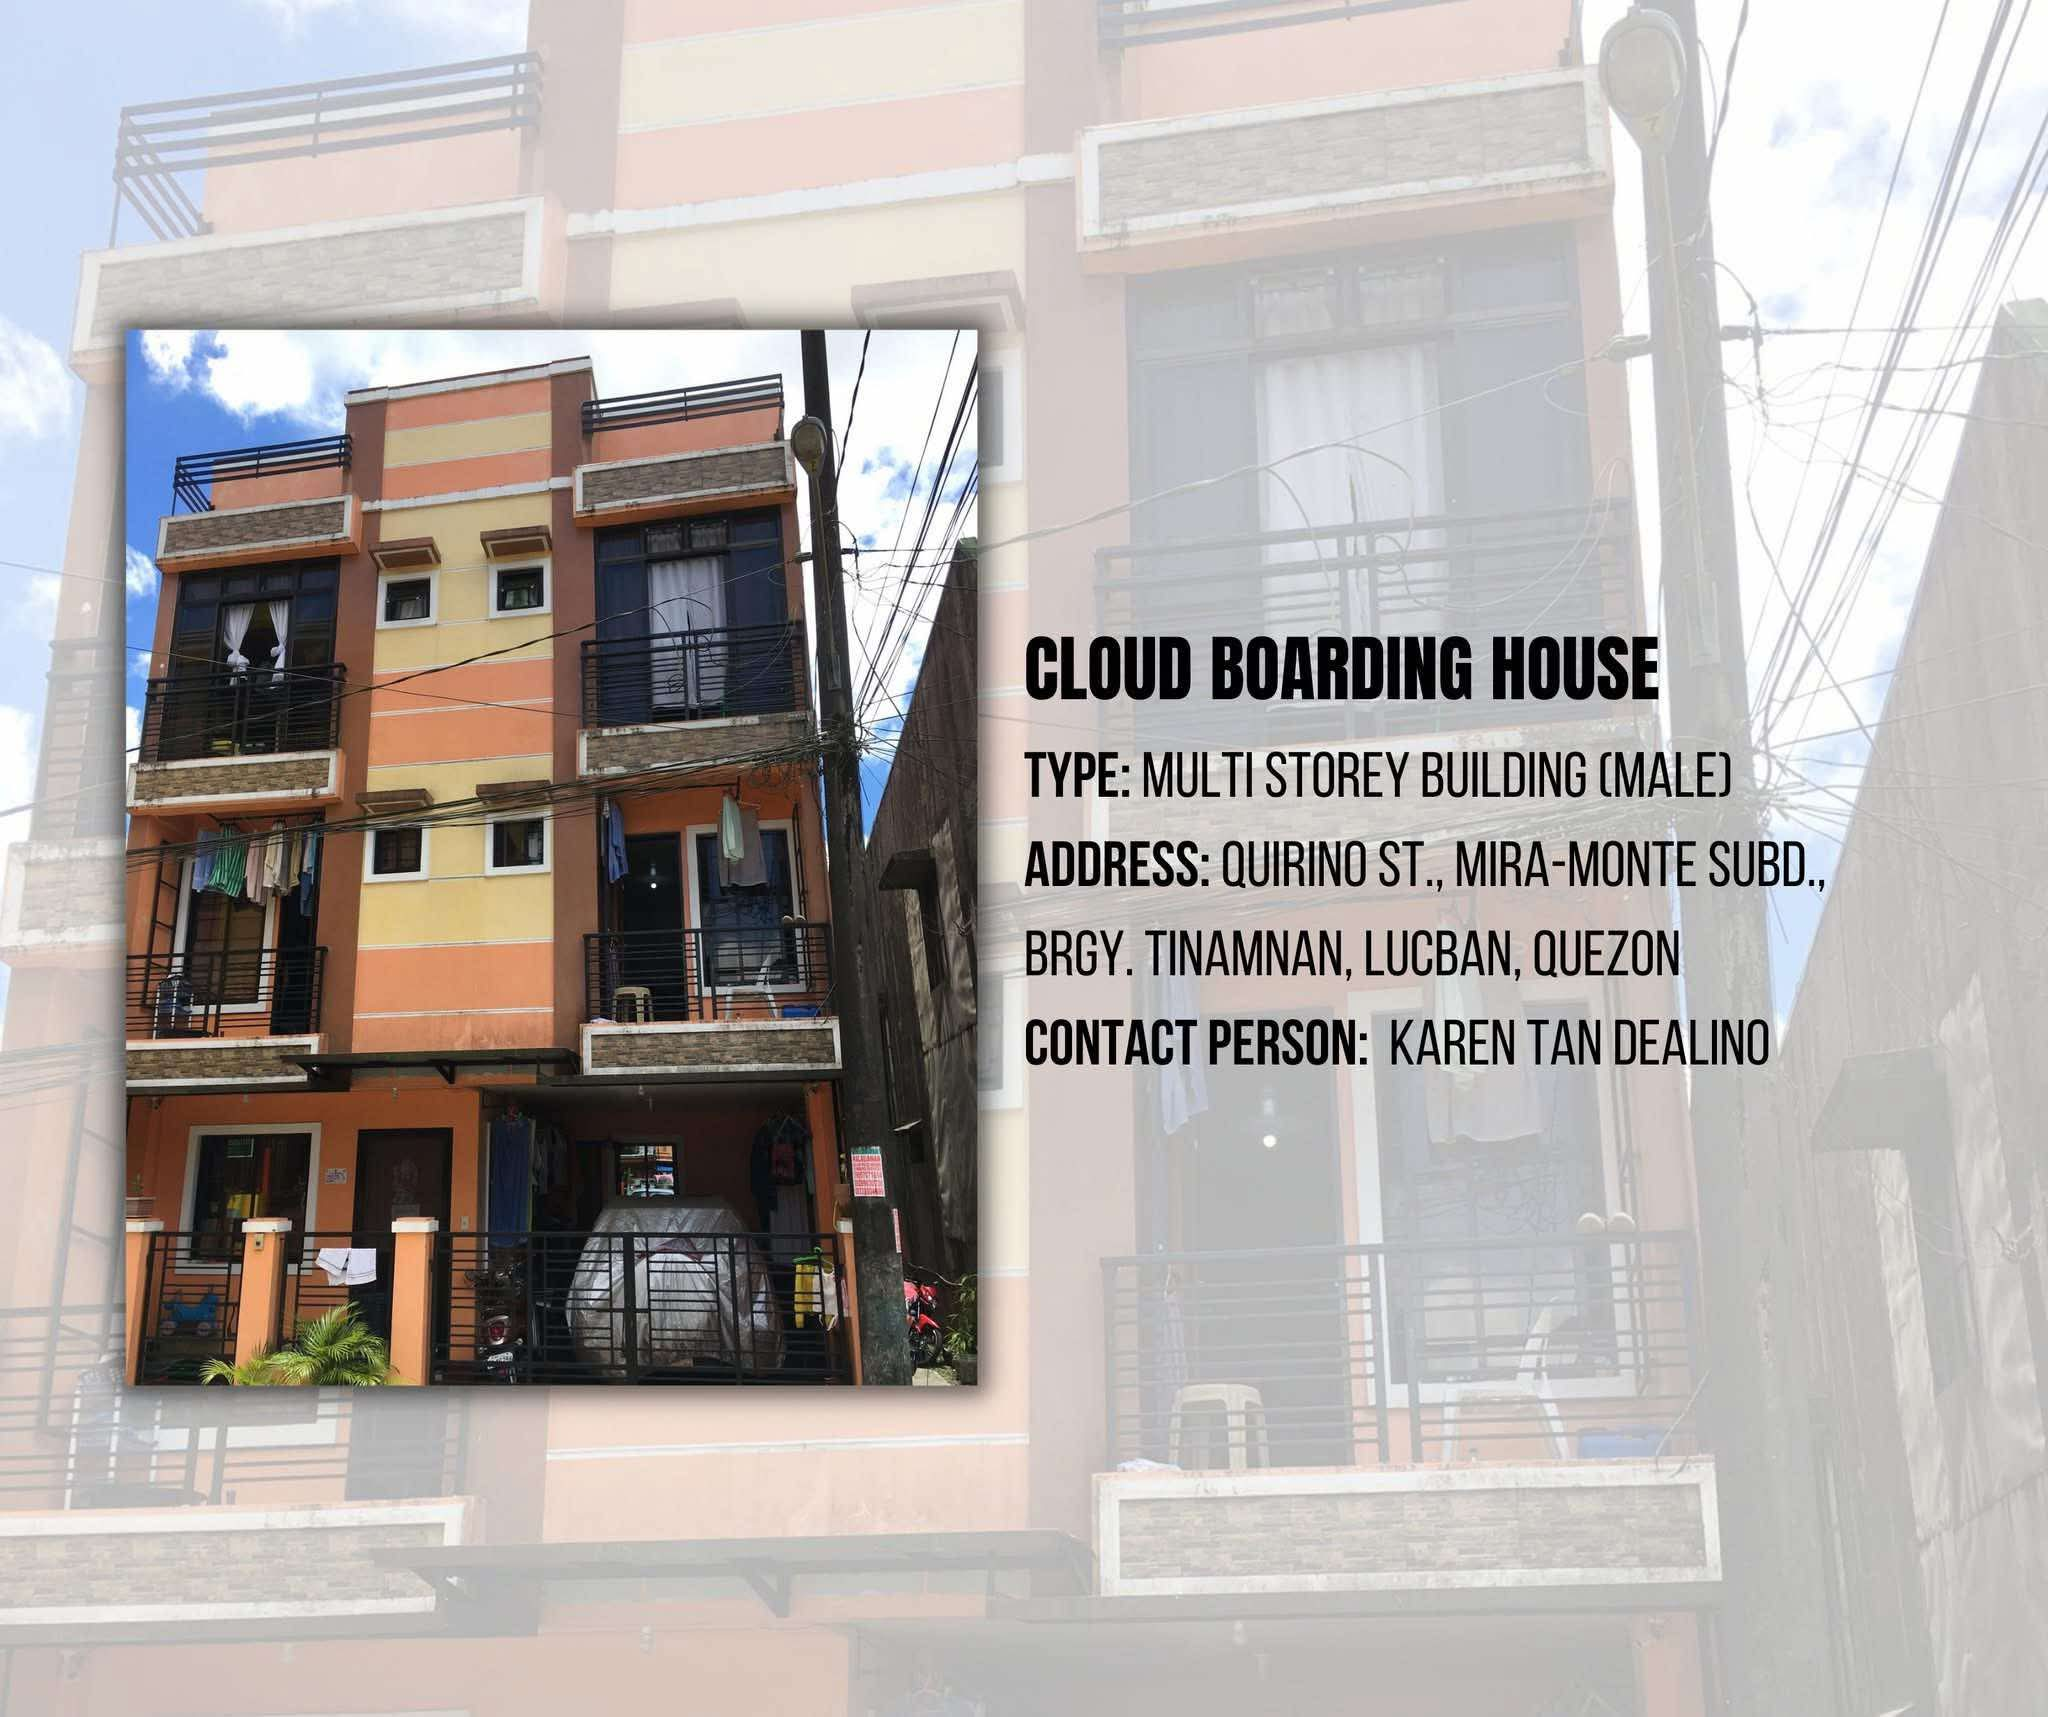 CLOUD BOARDING HOUSE
TYPE: MULTI STOREY BUILDING (MALE)
ADDRESS: QUIRINO ST., MIRA-MONTE SUBD.,
BRGY. TINAMNAN, LUCBAN, QUEZON
CONTACT PERSON: KAREN TAN DEALINO